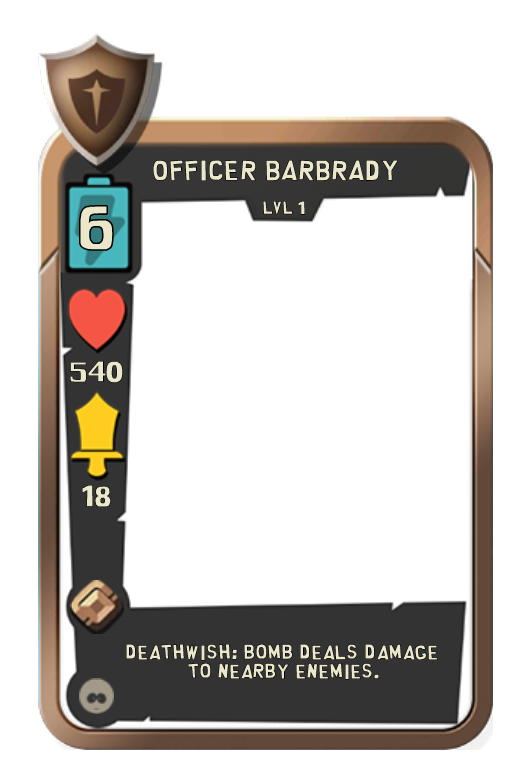 OFFICER BARBRADY
LVL 1
6
540
18
DEATHWISH: BOMB DEALS DAMAGE
TO NEARBY ENEMIES.